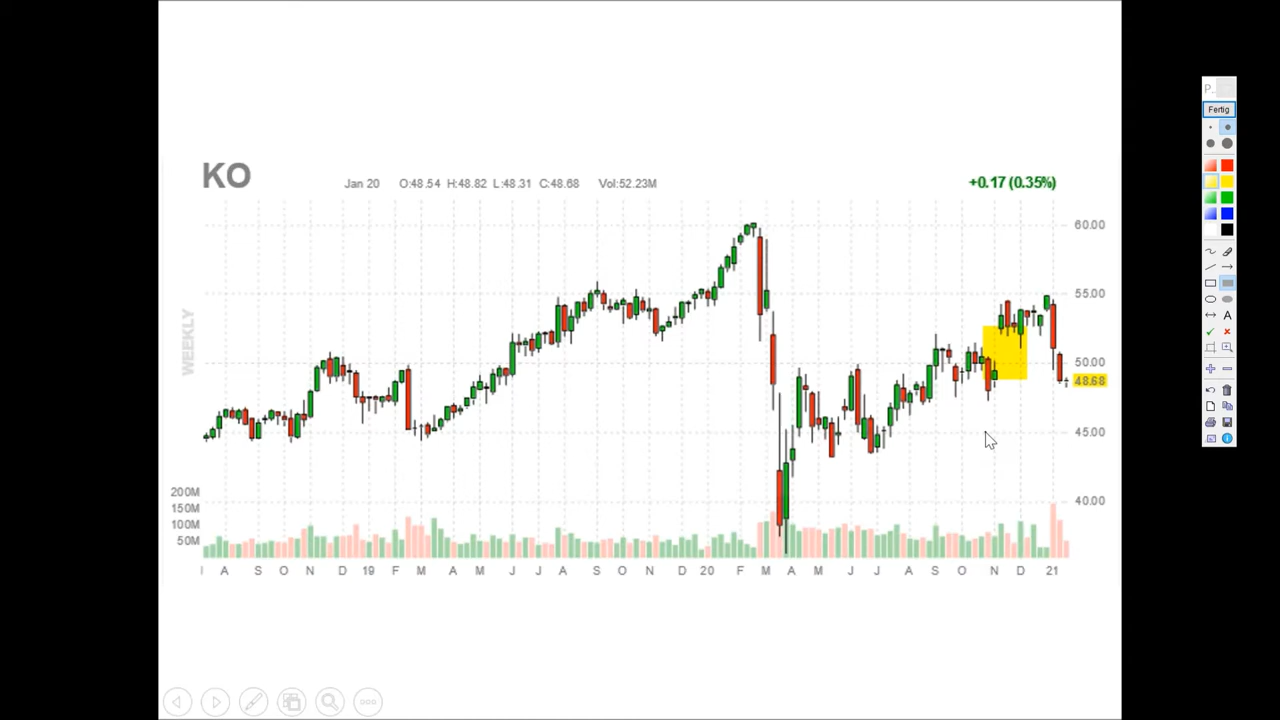 P...
Fertig
KO
Jan 20 O:48.54 H:48.82 L:48.31 C:48.68 Vol:52.23M
+0.17 (0.35%)
60.00
55.00
50.00
48.68
45.00
40.00
WEEKLY
200M
150M
100M
50M
A S O N D 19 F M A M J J A S O N D 20 F M A M J J A S O N D 21
A